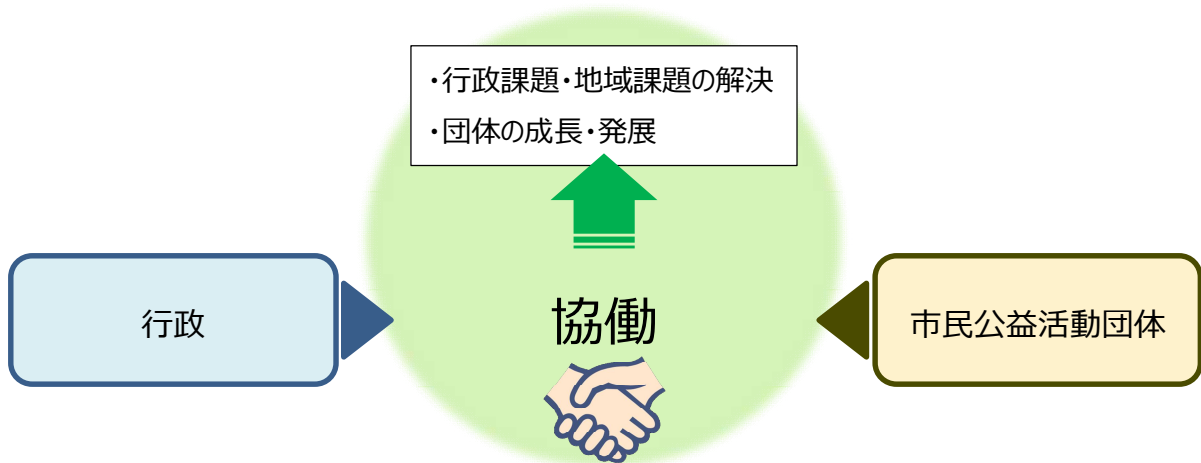 ・行政課題・地域課題の解決
・団体の成長・発展
行政
協働
市民公益活動団体